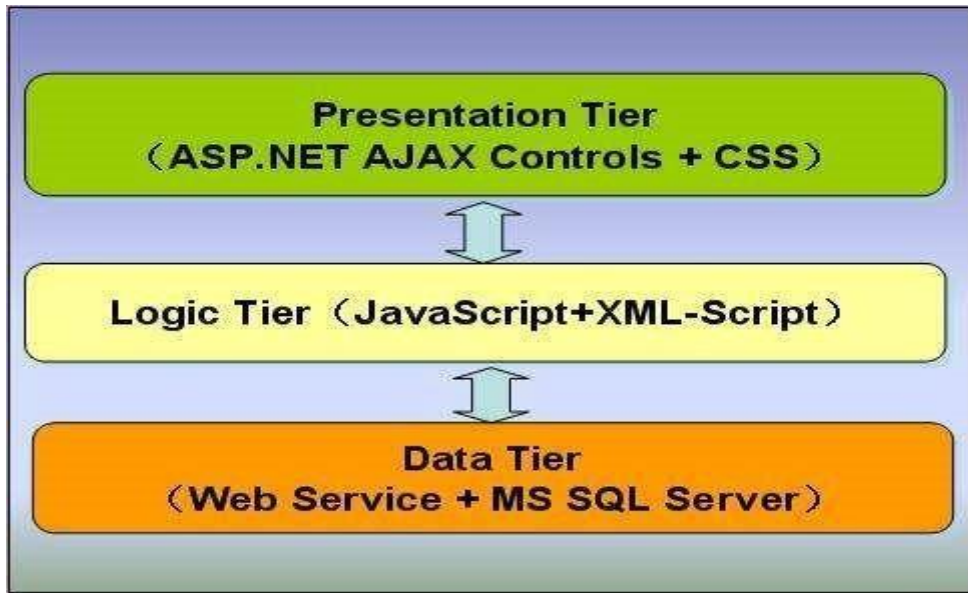 Presentation Tier
（ASP.NET AJAX Controls + CSS）
Logic Tier（JavaScript+XML-Script）
Data Tier
（Web Service + MS SQL Server）